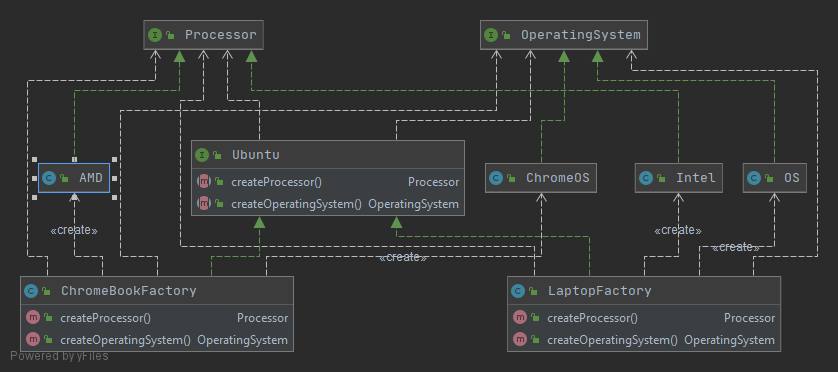 I Processor
I OperatingSystem
I Ubuntu
m createProcessor() Processor
m createOperatingSystem() OperatingSystem
C AMD
C ChromeOS
C Intel
C OS
«create»
«create»
«create»
«create»
C ChromeBookFactory
m createProcessor() Processor
m createOperatingSystem() OperatingSystem
C LaptopFactory
m createProcessor() Processor
m createOperatingSystem() OperatingSystem
Powered by yFiles